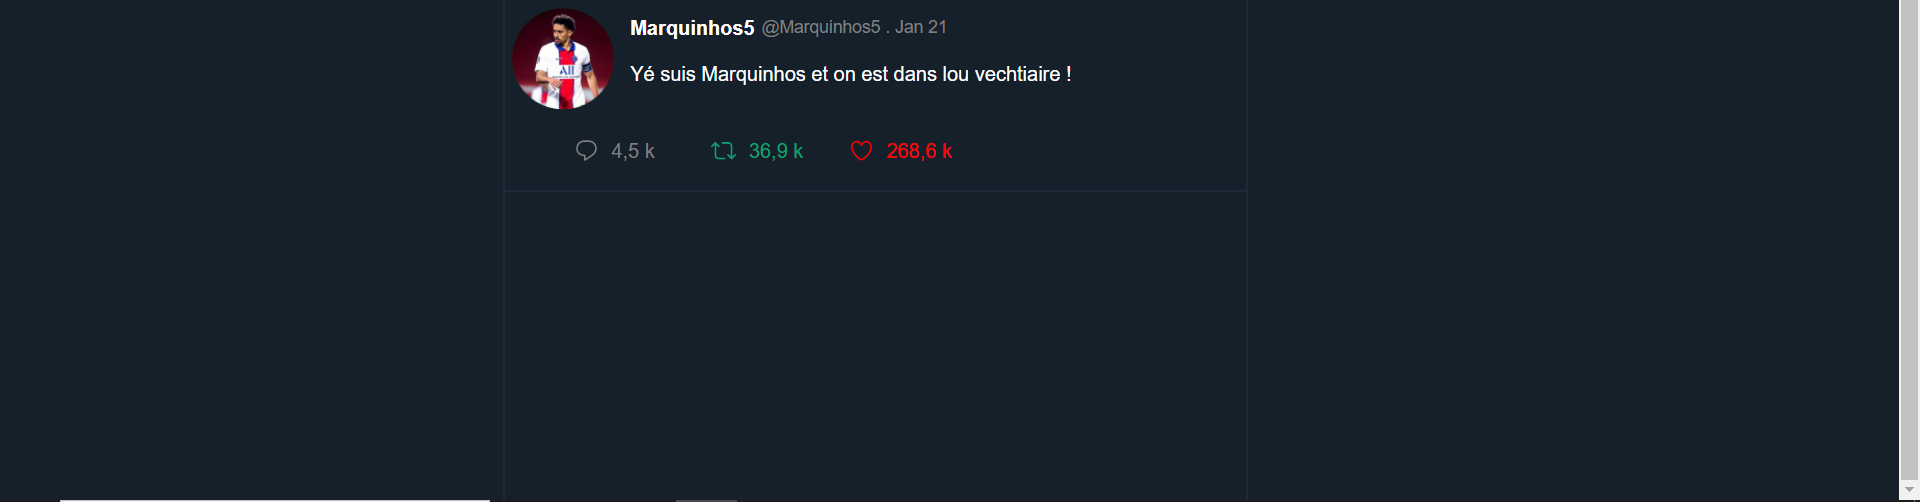 Marquinhos5 @Marquinhos5 . Jan 21
Yé suis Marquinhos et on est dans lou vechtiaire !
ALL
4,5 k 36,9 k 268,6 k